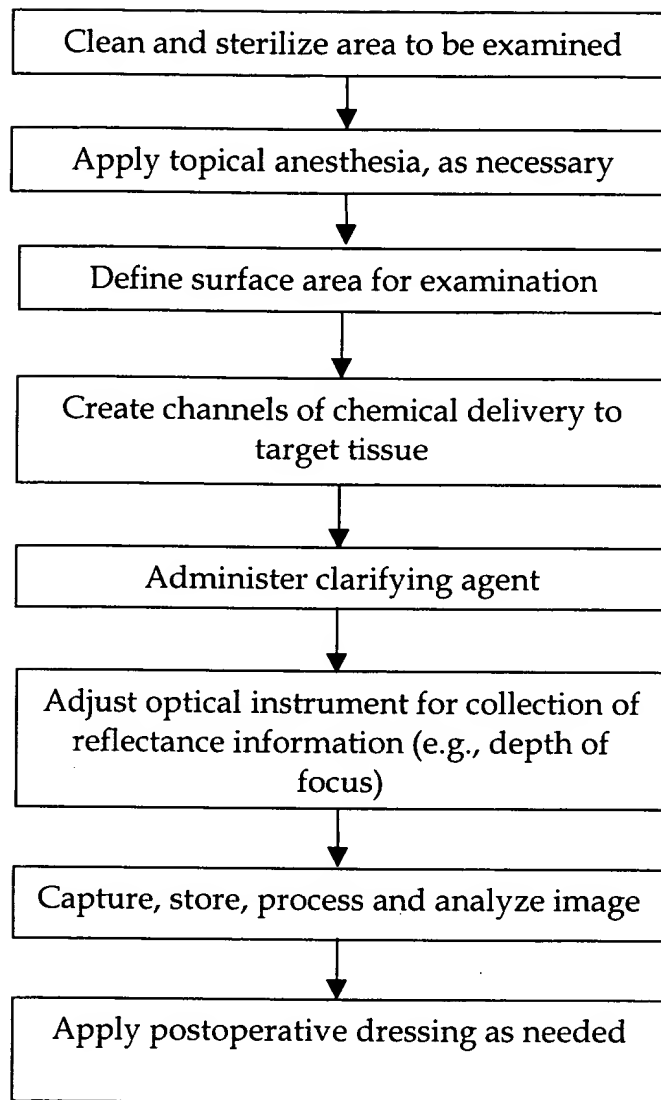 Clean and sterilize area to be examined
Apply topical anesthesia, as necessary
Define surface area for examination
Create channels of chemical delivery to
target tissue
Administer clarifying agent
Adjust optical instrument for collection of
reflectance information (e.g., depth of
focus)
Capture, store, process and analyze image
Apply postoperative dressing as needed